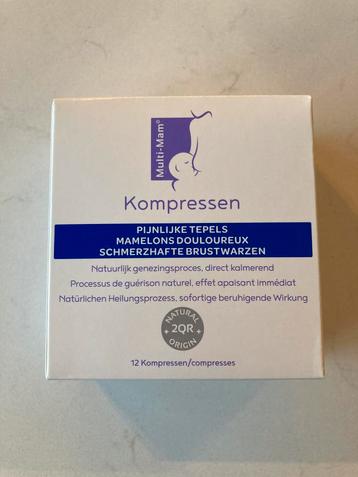 Multi-Mam®
Kompressen
PIJNLIJKE TEPELS
MAMELONS DOULOUREUX
SCHMERZHAFTE BRUSTWARZEN
Natuurlijk genezingsproces, direct kalmerend
Processus de guérison naturel, effet apaisant immédiat
Natürlichen Heilungsprozess, sofortige beruhigende Wirkung
NATURAL
2QR
ORIGIN
12 Kompressen/compresses